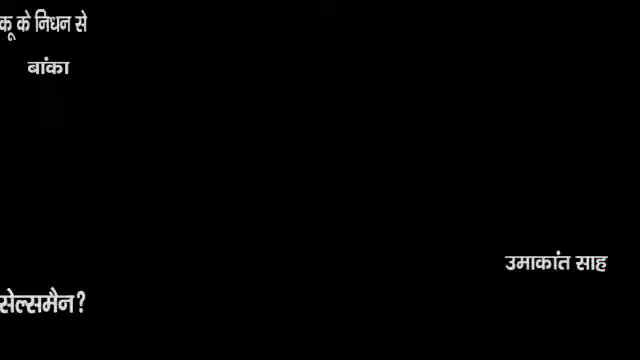 कू के निधन से
बांका
उमाकांत साह
सेल्समैन?